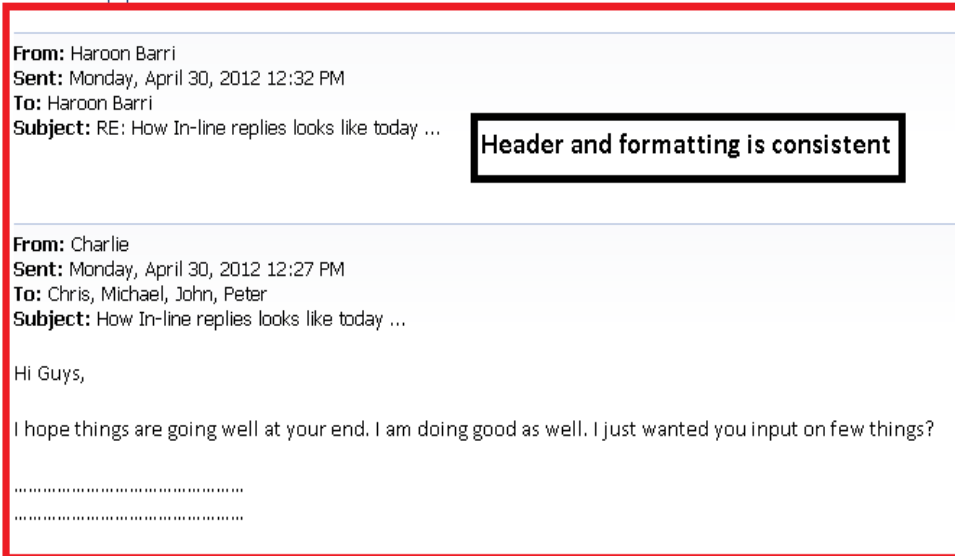 From: Haroon Barri
Sent: Monday, April 30, 2012 12:32 PM
To: Haroon Barri
Subject: RE: How In-line replies looks like today ...
Header and formatting is consistent
From: Charlie
Sent: Monday, April 30, 2012 12:27 PM
To: Chris, Michael, John, Peter
Subject: How In-line replies looks like today ...
Hi Guys,
I hope things are going well at your end. I am doing good as well. I just wanted you input on few things?
………………………………………
………………………………………